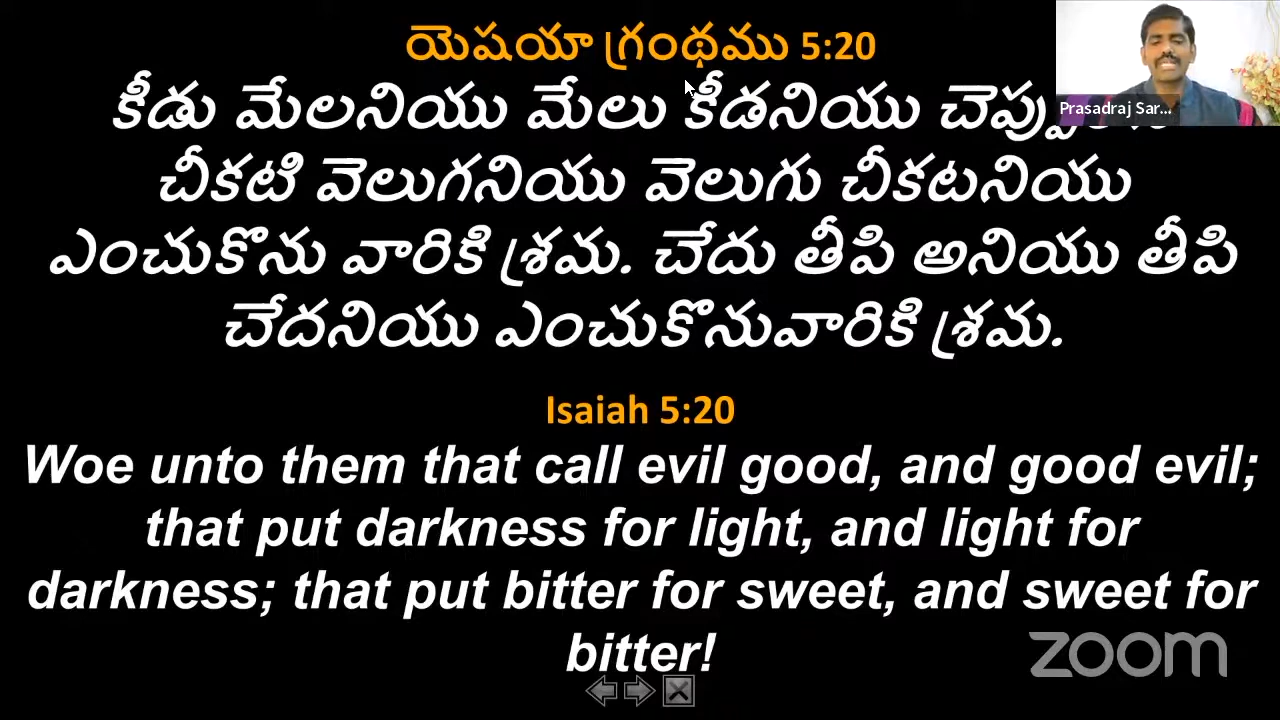 యెషయా గ్రంథము 5:20
కీడు మేలనియు మేలు కీడనియు
Prasadraj Sar...
చీకటి వెలుగనియు వెలుగు చీకటనియు
ఎంచుకొను వారికి శ్రమ. చేదు తీపి అనియు తీపి
చేదనియు ఎంచుకొనువారికి శ్రమ.
Isaiah 5:20
Woe unto them that call evil good, and good evil;
that put darkness for light, and light for
darkness; that put bitter for sweet, and sweet for
bitter!
zoom